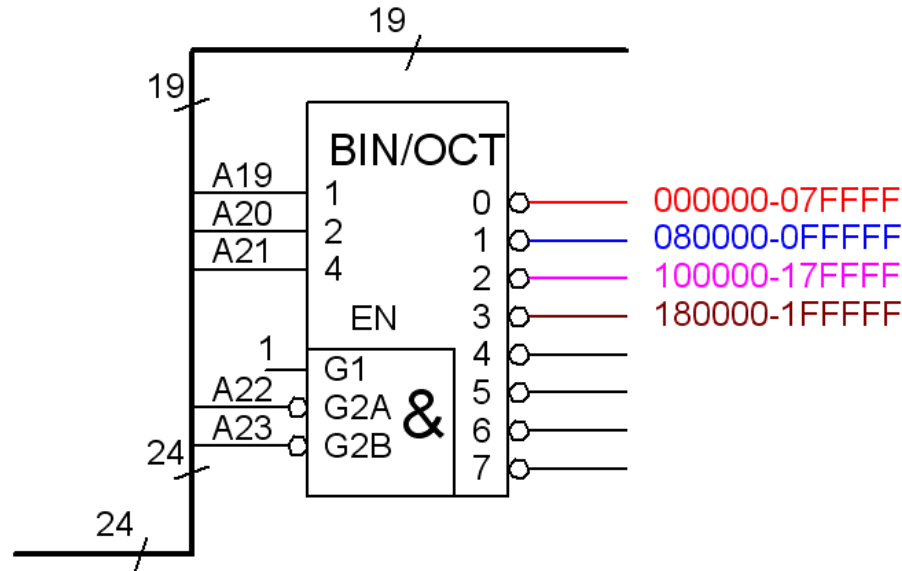 19
19
BIN/OCT
A19 1 0 000000-07FFFF
A20 2 1 080000-0FFFFF
A21 4 2 100000-17FFFF
EN 3 180000-1FFFFF
4
1 G1
A22 G2A & 5
A23 G2B 6
24 7
24